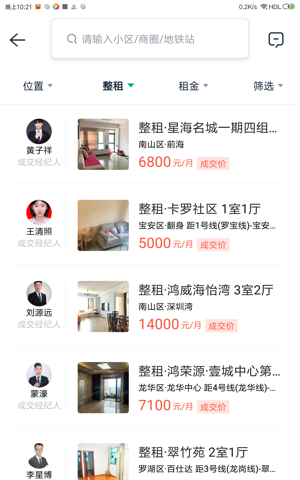 晚上10:21
0.2K/s
HDL
请输入小区/商圈/地铁站
位置 整租 租金 筛选
黄子祥
成交经纪人
整租·星海名城一期四组...
南山区·前海
6800元/月 成交价
王清照
成交经纪人
整租·卡罗社区 1室1厅
宝安区·翻身 距1号线(罗宝线)-宝安...
5000元/月 成交价
刘源远
成交经纪人
整租·鸿威海怡湾 3室2厅
南山区·深圳湾
14000元/月 成交价
蒙濠
成交经纪人
整租·鸿荣源·壹城中心第...
龙华区·龙华中心 距4号线(龙华线)-...
7100元/月 成交价
李星博
整租·翠竹苑 2室1厅
罗湖区·百仕达 距3号线(龙岗线)-翠...